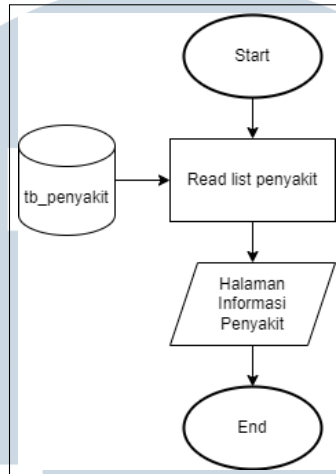 Start
tb_penyakit
Read list penyakit
Halaman
Informasi
Penyakit
End